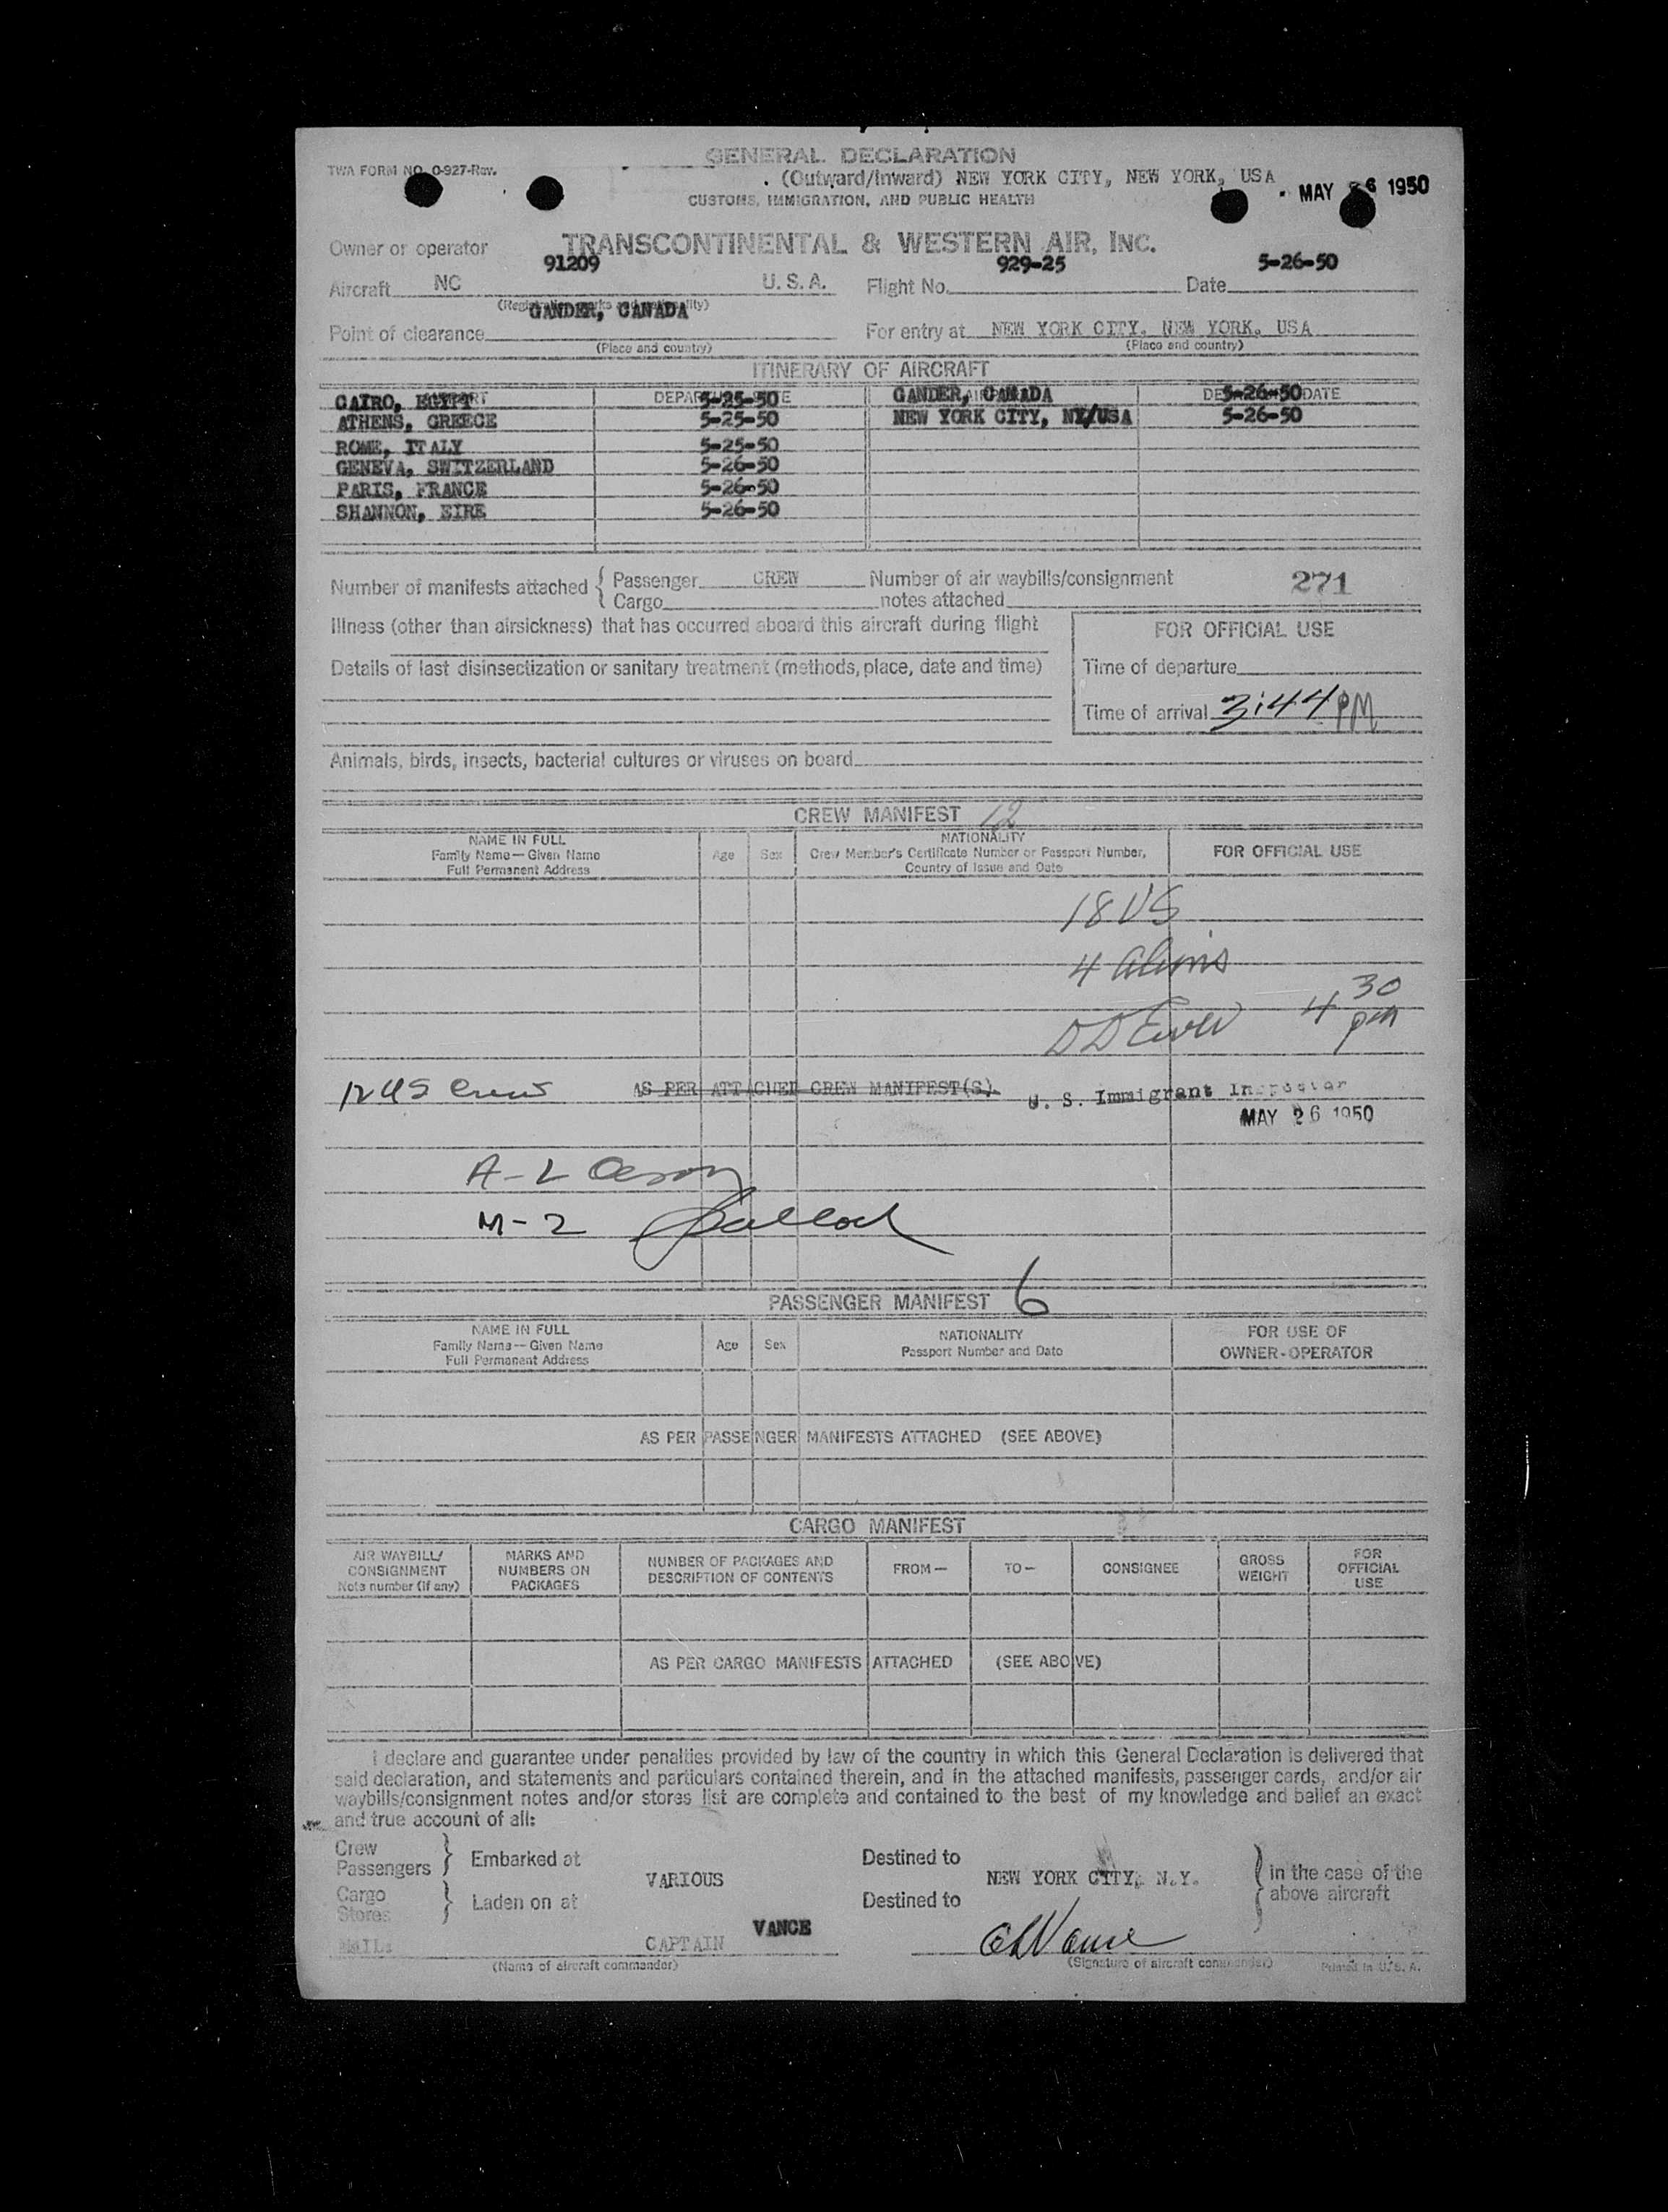 GENERAL DECLARATION
TWA FORM NO. 0-927-Rev.
(Outward/Inward) NEW YORK CITY, NEW YORK, USA
MAY 26 1950
CUSTOMS, IMMIGRATION, AND PUBLIC HEALTH
Owner or operator TRANSCONTINENTAL & WESTERN AIR, INC.
Aircraft NC 91209 U. S. A. Flight No. 929-25 Date 5-26-50
(Registration marks and nationality)
Point of clearance GANDER, CANADA For entry at NEW YORK CITY, NEW YORK, USA
(Place and country) (Place and country)
ITINERARY OF AIRCRAFT
CAIRO, EGYPT 5-25-50 GANDER, CANADA 5-26-50
ATHENS, GREECE 5-25-50 NEW YORK CITY, NY/USA 5-26-50
ROME, ITALY 5-25-50
GENEVA, SWITZERLAND 5-26-50
PARIS, FRANCE 5-26-50
SHANNON, EIRE 5-26-50
Number of manifests attached { Passenger CREW Number of air waybills/consignment 271
Cargo notes attached
Illness (other than airsickness) that has occurred aboard this aircraft during flight
FOR OFFICIAL USE
Details of last disinsectization or sanitary treatment (methods, place, date and time)
Time of departure
Time of arrival 3:44 PM
Animals, birds, insects, bacterial cultures or viruses on board
CREW MANIFEST 12
NAME IN FULL
Family Name—Given Name
Full Permanent Address
Age Sex
NATIONALITY
Crew Member's Certificate Number or Passport Number,
Country of Issue and Date
FOR OFFICIAL USE
18 US
4 aliens
4 30 pm
12 US Crew AS PER ATTACHED CREW MANIFEST(S). U. S. Immigrant Inspector
MAY 26 1950
A-L
M-2
PASSENGER MANIFEST 6
NAME IN FULL
Family Name—Given Name
Full Permanent Address
Age Sex
NATIONALITY
Passport Number and Date
FOR USE OF
OWNER-OPERATOR
AS PER PASSENGER MANIFESTS ATTACHED (SEE ABOVE)
CARGO MANIFEST
AIR WAYBILL/
CONSIGNMENT
Note number (if any)
MARKS AND
NUMBERS ON
PACKAGES
NUMBER OF PACKAGES AND
DESCRIPTION OF CONTENTS
FROM—
TO—
CONSIGNEE
GROSS
WEIGHT
FOR
OFFICIAL
USE
AS PER CARGO MANIFESTS ATTACHED (SEE ABOVE)
I declare and guarantee under penalties provided by law of the country in which this General Declaration is delivered that
said declaration, and statements and particulars contained therein, and in the attached manifests, passenger cards, and/or air
waybills/consignment notes and/or stores list are complete and contained to the best of my knowledge and belief an exact
and true account of all:
Crew
Passengers } Embarked at VARIOUS Destined to NEW YORK CITY, N.Y. } in the case of the
above aircraft
Cargo
Stores } Laden on at Destined to
MAIL:
CAPTAIN VANCE
(Name of aircraft commander)
(Signature of aircraft commander)
Printed in U. S. A.